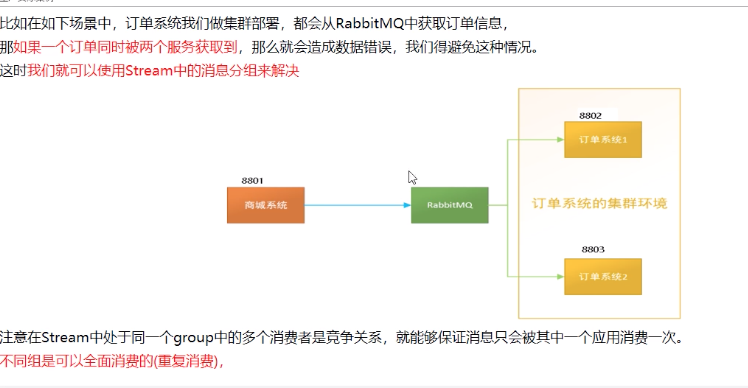 比如在如下场景中，订单系统我们做集群部署，都会从RabbitMQ中获取订单信息，
那如果一个订单同时被两个服务获取到，那么就会造成数据错误，我们得避免这种情况。
这时我们就可以使用Stream中的消息分组来解决
8802
订单系统1
8801
商城系统
RabbitMQ
订单系统的集群环境
8803
订单系统2
注意在Stream中处于同一个group中的多个消费者是竞争关系，就能够保证消息只会被其中一个应用消费一次。
不同组是可以全面消费的(重复消费)，